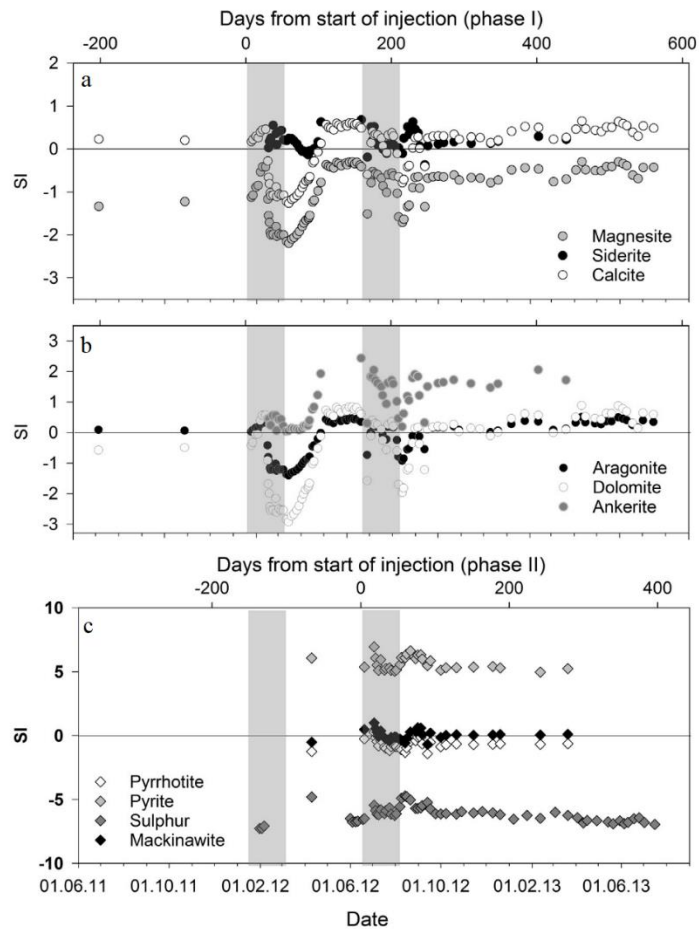 Days from start of injection (phase I)
-200 0 200 400 600
a
2
1
0
-1
-2
-3
SI
Magnesite
Siderite
Calcite
b
3
2
1
0
-1
-2
-3
SI
Aragonite
Dolomite
Ankerite
Days from start of injection (phase II)
-200 0 200 400
c
10
5
0
-5
-10
SI
Pyrrhotite
Pyrite
Sulphur
Mackinawite
01.06.11 01.10.11 01.02.12 01.06.12 01.10.12 01.02.13 01.06.13
Date